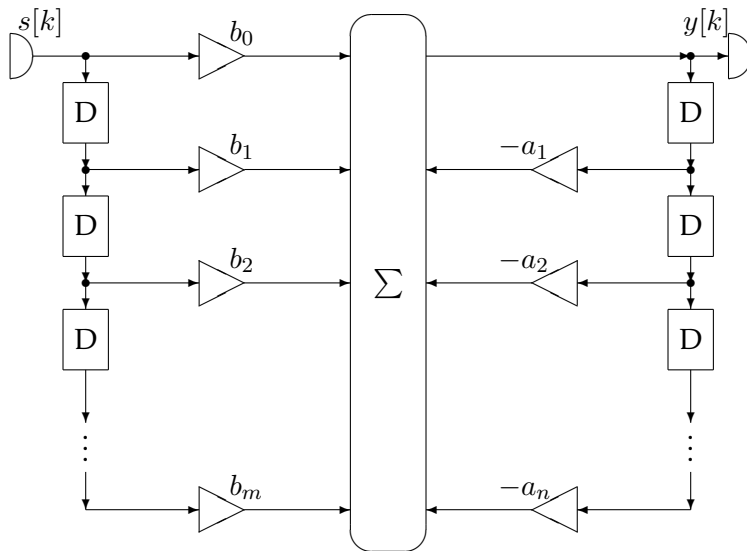 s[k] b₀ y[k]
D D
b₁ −a₁
D D
b₂ −a₂
∑
D D
⋮ ⋮
bₘ −aₙ